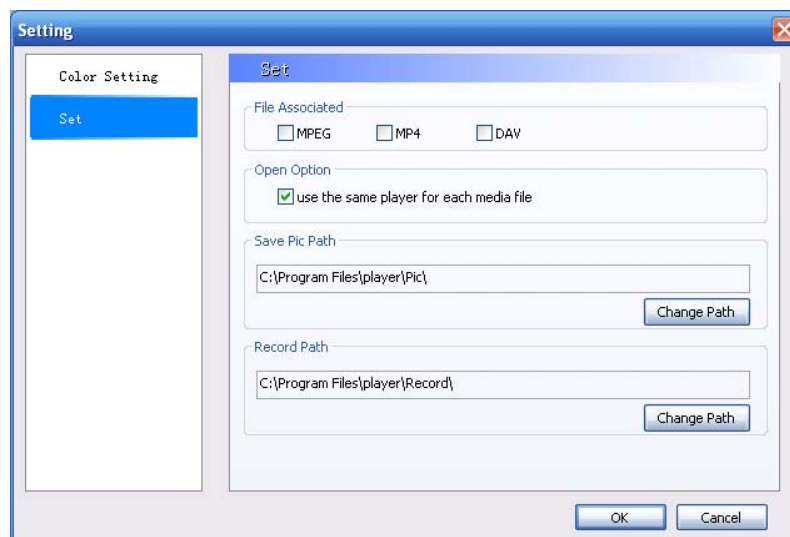 Setting
Color Setting
Set
Set
File Associated
MPEG MP4 DAV
Open Option
use the same player for each media file
Save Pic Path
C:\Program Files\player\Pic\
Change Path
Record Path
C:\Program Files\player\Record\
Change Path
OK Cancel